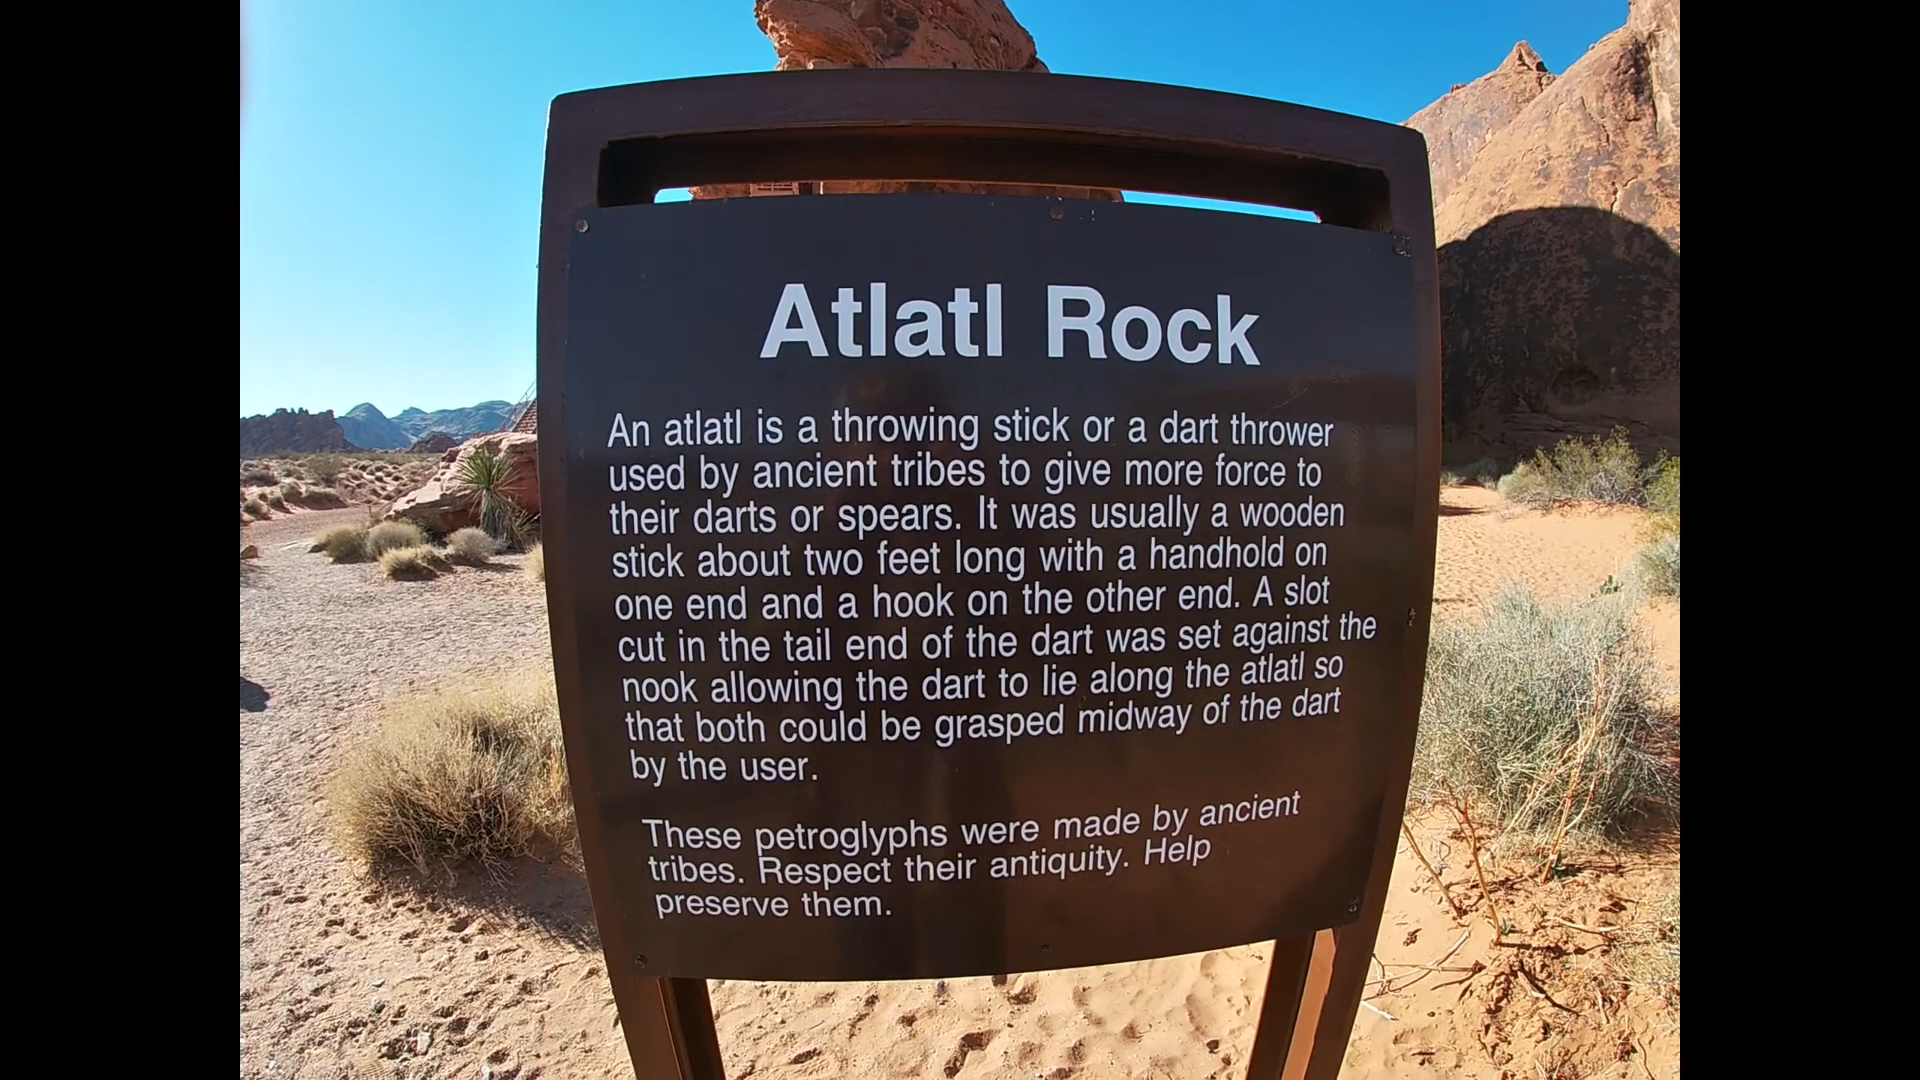 Atlatl Rock
An atlatl is a throwing stick or a dart thrower
used by ancient tribes to give more force to
their darts or spears. It was usually a wooden
stick about two feet long with a handhold on
one end and a hook on the other end. A slot
cut in the tail end of the dart was set against the
nook allowing the dart to lie along the atlatl so
that both could be grasped midway of the dart
by the user.
These petroglyphs were made by ancient
tribes. Respect their antiquity. Help
preserve them.